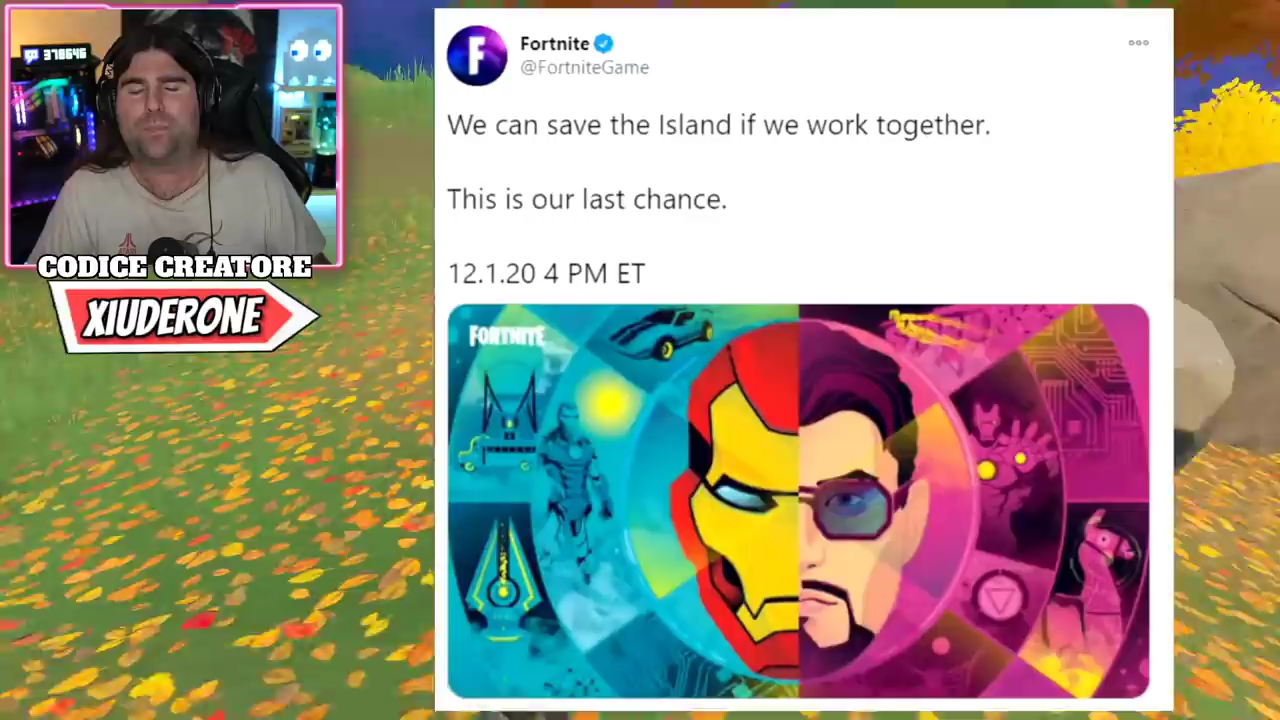 378646
CODICE CREATORE
XIUDERONE
Fortnite
@FortniteGame
We can save the Island if we work together.
This is our last chance.
12.1.20 4 PM ET
FORTNITE